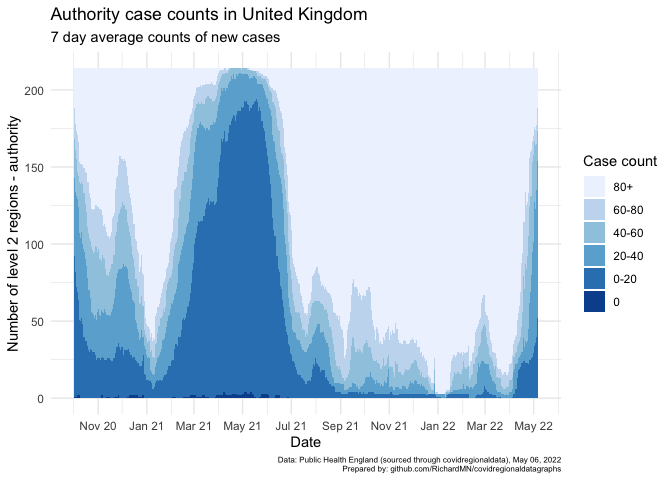 Authority case counts in United Kingdom
7 day average counts of new cases
Number of level 2 regions - authority
200
150
100
50
0
Nov 20 Jan 21 Mar 21 May 21 Jul 21 Sep 21 Nov 21 Jan 22 Mar 22 May 22
Date
Case count
80+
60-80
40-60
20-40
0-20
0
Data: Public Health England (sourced through covidregionaldata), May 06, 2022
Prepared by: github.com/RichardMN/covidregionaldatagraphs